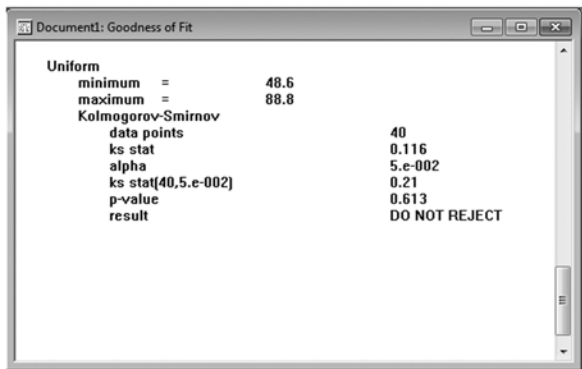 Document1: Goodness of Fit
Uniform
minimum = 48.6
maximum = 88.8
Kolmogorov-Smirnov
data points 40
ks stat 0.116
alpha 5.e-002
ks stat(40,5.e-002) 0.21
p-value 0.613
result DO NOT REJECT